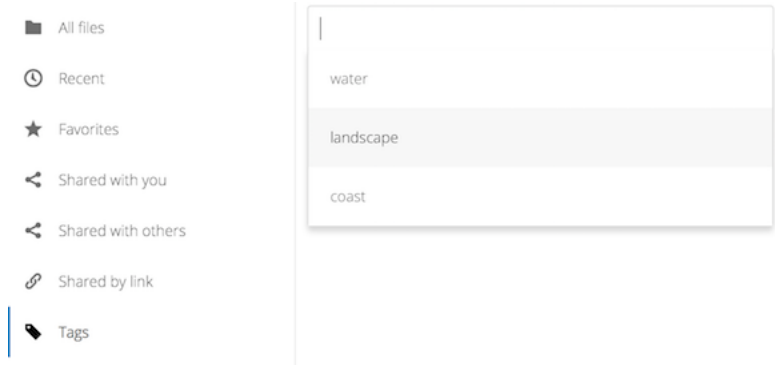 All files
Recent
Favorites
Shared with you
Shared with others
Shared by link
Tags
water
landscape
coast